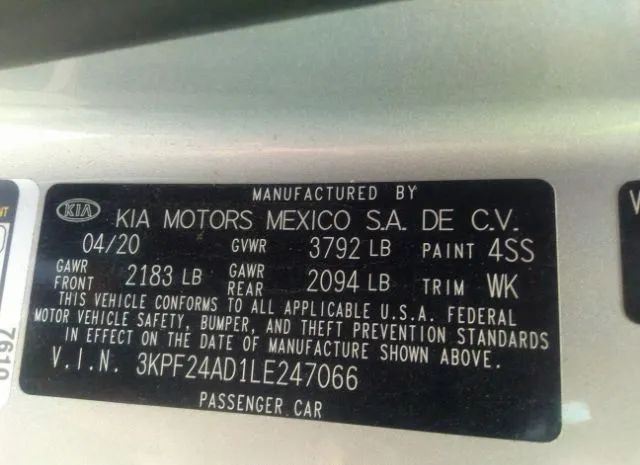 MANUFACTURED BY
KIA KIA MOTORS MEXICO S.A. DE C.V.
04/20 GVWR 3792 LB PAINT 4SS
GAWR FRONT 2183 LB GAWR REAR 2094 LB TRIM WK
THIS VEHICLE CONFORMS TO ALL APPLICABLE U.S.A. FEDERAL
MOTOR VEHICLE SAFETY, BUMPER, AND THEFT PREVENTION STANDARDS
IN EFFECT ON THE DATE OF MANUFACTURE SHOWN ABOVE.
V.I.N. 3KPF24AD1LE247066
PASSENGER CAR